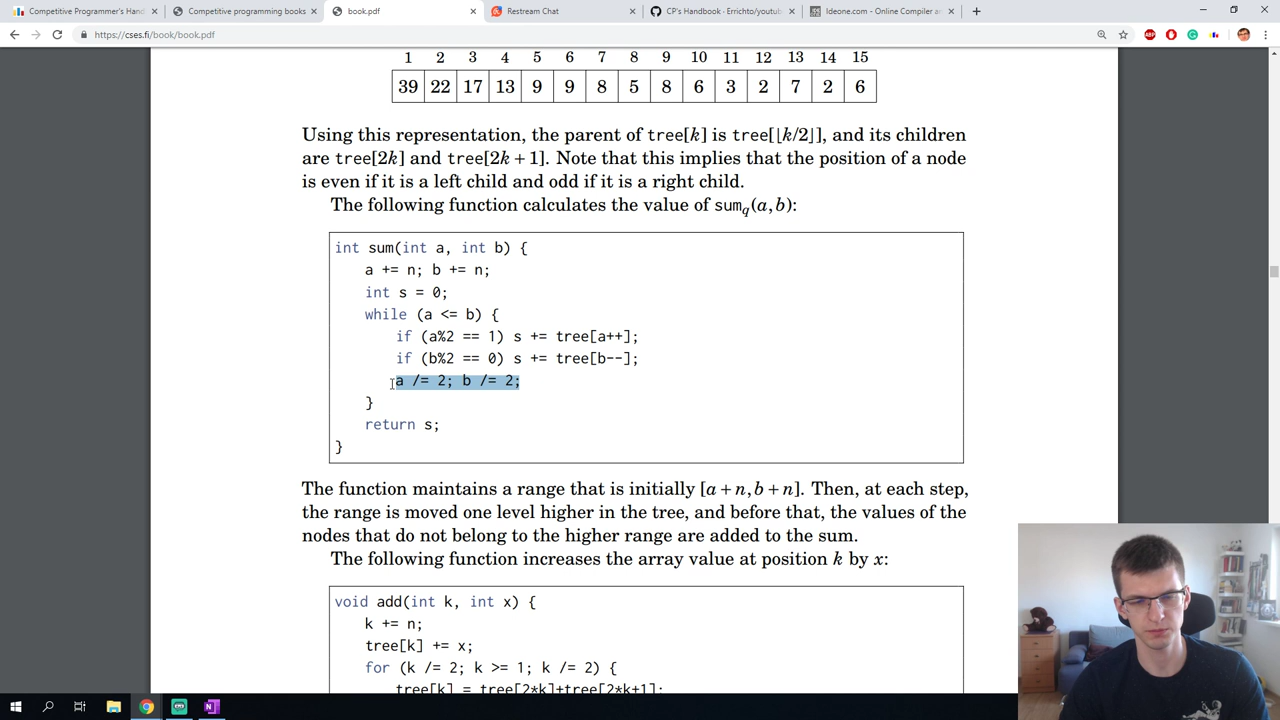 Competitive Programmer's Hand
Competitive programming books
book.pdf
Restream Chat
CP's Handbook - Errichto/youtub
Ideone.com - Online Compiler a
https://cses.fi/book/book.pdf
1 2 3 4 5 6 7 8 9 10 11 12 13 14 15
39 22 17 13 9 9 8 5 8 6 3 2 7 2 6
Using this representation, the parent of tree[k] is tree[⌊k/2⌋], and its children
are tree[2k] and tree[2k + 1]. Note that this implies that the position of a node
is even if it is a left child and odd if it is a right child.
The following function calculates the value of sumq(a,b):
int sum(int a, int b) {
a += n; b += n;
int s = 0;
while (a <= b) {
if (a%2 == 1) s += tree[a++];
if (b%2 == 0) s += tree[b--];
a /= 2; b /= 2;
}
return s;
}
The function maintains a range that is initially [a+n,b+n]. Then, at each step,
the range is moved one level higher in the tree, and before that, the values of the
nodes that do not belong to the higher range are added to the sum.
The following function increases the array value at position k by x:
void add(int k, int x) {
k += n;
tree[k] += x;
for (k /= 2; k >= 1; k /= 2) {
tree[k] = tree[2*k]+tree[2*k+1];